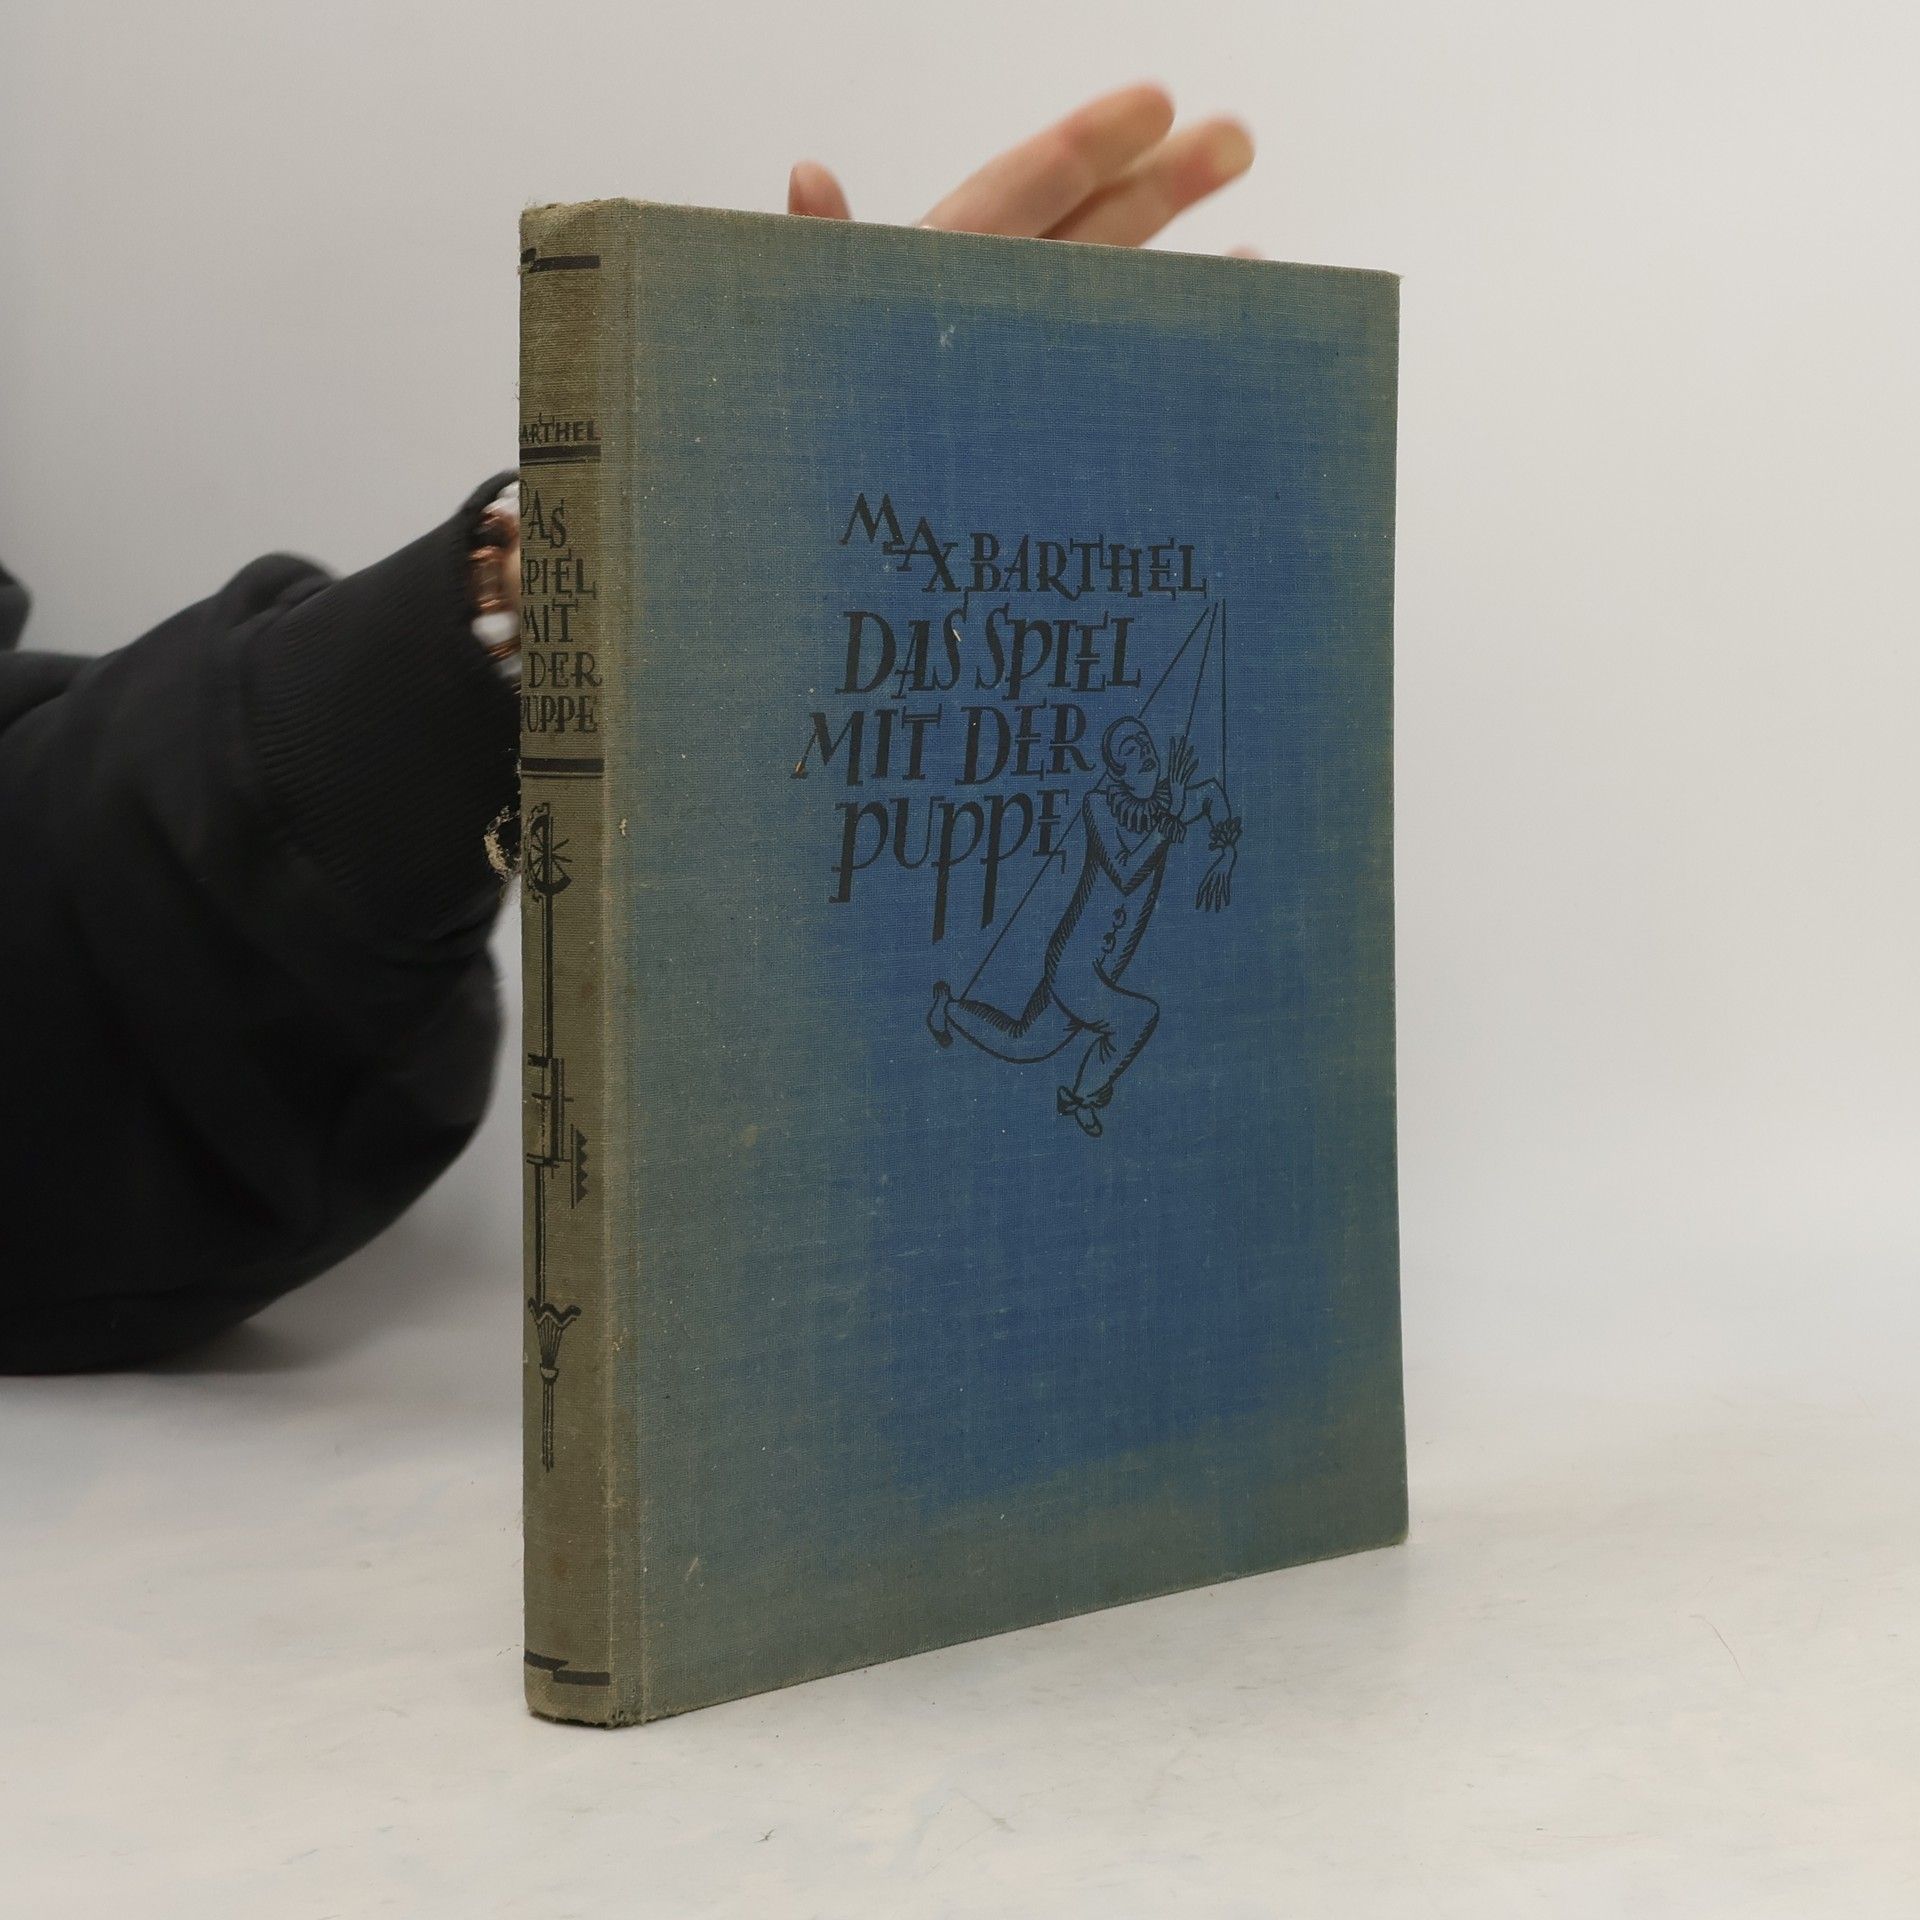 BARTHEL
DAS
SPIEL
MIT
DER
PUPPE
MAX BARTHEL
DAS SPIEL
MIT DER
PUPPE